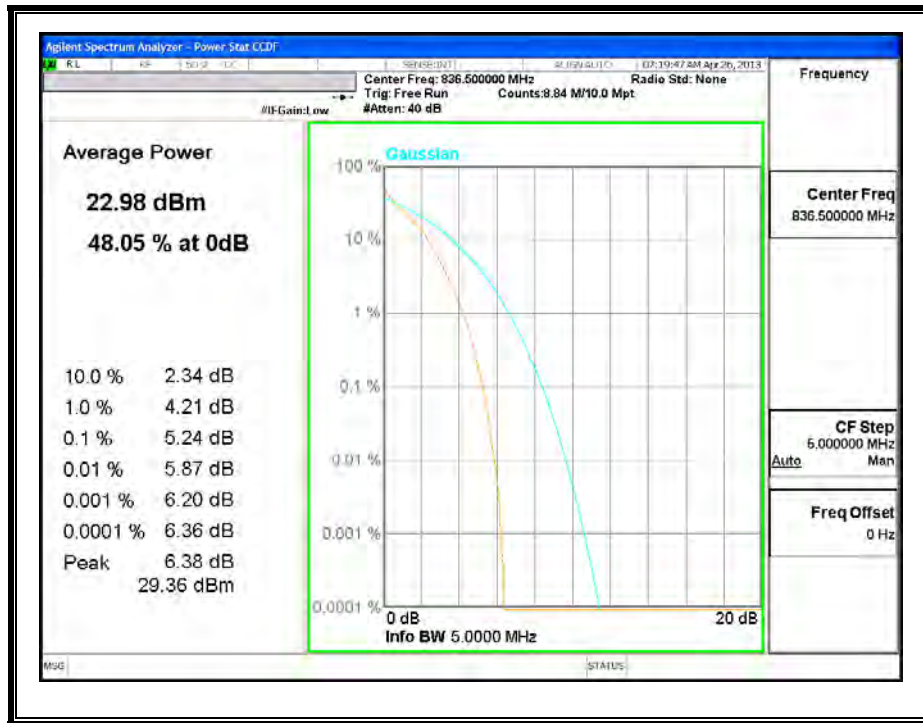 Agilent Spectrum Analyzer - Power Stat CCDF
RL RF 50 Ω DC SENSE:INT ALIGN AUTO 07:19:47 AM Apr 26, 2013
Center Freq: 836.500000 MHz Radio Std: None
Trig: Free Run Counts:8.84 M/10.0 Mpt
#IFGain:Low #Atten: 40 dB
Frequency
Average Power
22.98 dBm
48.05 % at 0dB
10.0 % 2.34 dB
1.0 % 4.21 dB
0.1 % 5.24 dB
0.01 % 5.87 dB
0.001 % 6.20 dB
0.0001 % 6.36 dB
Peak 6.38 dB
29.36 dBm
Gaussian
100 %
10 %
1 %
0.1 %
0.01 %
0.001 %
0.0001 %
0 dB 20 dB
Info BW 5.0000 MHz
Center Freq
836.500000 MHz
CF Step
5.000000 MHz
Auto Man
Freq Offset
0 Hz
MSG STATUS